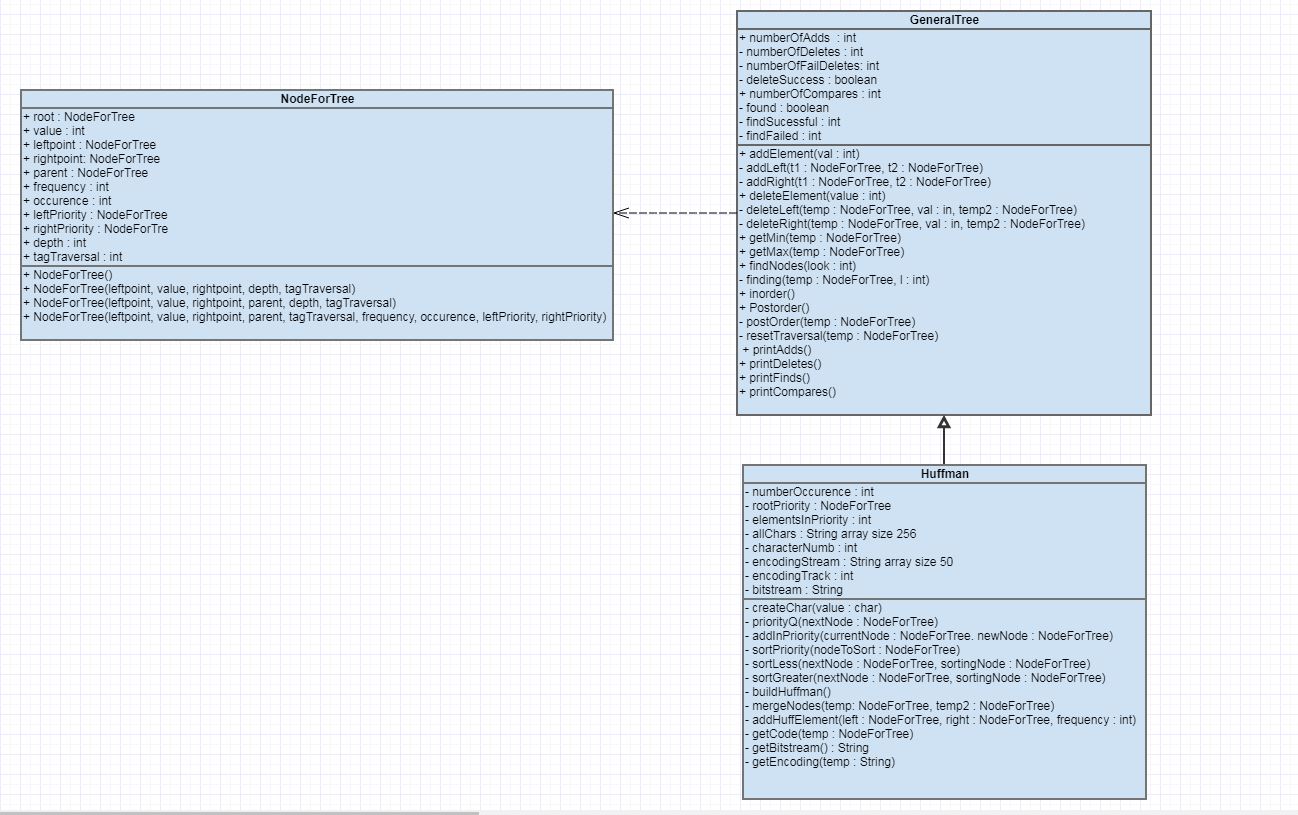 NodeForTree
+ root : NodeForTree
+ value : int
+ leftpoint : NodeForTree
+ rightpoint: NodeForTree
+ parent : NodeForTree
+ frequency : int
+ occurence : int
+ leftPriority : NodeForTree
+ rightPriority : NodeForTre
+ depth : int
+ tagTraversal : int
+ NodeForTree()
+ NodeForTree(leftpoint, value, rightpoint, depth, tagTraversal)
+ NodeForTree(leftpoint, value, rightpoint, parent, depth, tagTraversal)
+ NodeForTree(leftpoint, value, rightpoint, parent, tagTraversal, frequency, occurence, leftPriority, rightPriority)
GeneralTree
+ numberOfAdds : int
- numberOfDeletes : int
- numberOfFailDeletes: int
- deleteSuccess : boolean
+ numberOfCompares : int
- found : boolean
- findSucessful : int
- findFailed : int
+ addElement(val : int)
- addLeft(t1 : NodeForTree, t2 : NodeForTree)
- addRight(t1 : NodeForTree, t2 : NodeForTree)
+ deleteElement(value : int)
- deleteLeft(temp : NodeForTree, val : in, temp2 : NodeForTree)
- deleteRight(temp : NodeForTree, val : in, temp2 : NodeForTree)
+ getMin(temp : NodeForTree)
+ getMax(temp : NodeForTree)
+ findNodes(look : int)
- finding(temp : NodeForTree, l : int)
+ inorder()
+ Postorder()
- postOrder(temp : NodeForTree)
- resetTraversal(temp : NodeForTree)
+ printAdds()
+ printDeletes()
+ printFinds()
+ printCompares()
Huffman
- numberOccurence : int
- rootPriority : NodeForTree
- elementsInPriority : int
- allChars : String array size 256
- characterNumb : int
- encodingStream : String array size 50
- encodingTrack : int
- bitstream : String
- createChar(value : char)
- priorityQ(nextNode : NodeForTree)
- addInPriority(currentNode : NodeForTree. newNode : NodeForTree)
- sortPriority(nodeToSort : NodeForTree)
- sortLess(nextNode : NodeForTree, sortingNode : NodeForTree)
- sortGreater(nextNode : NodeForTree, sortingNode : NodeForTree)
- buildHuffman()
- mergeNodes(temp: NodeForTree, temp2 : NodeForTree)
- addHuffElement(left : NodeForTree, right : NodeForTree, frequency : int)
- getCode(temp : NodeForTree)
- getBitstream() : String
- getEncoding(temp : String)